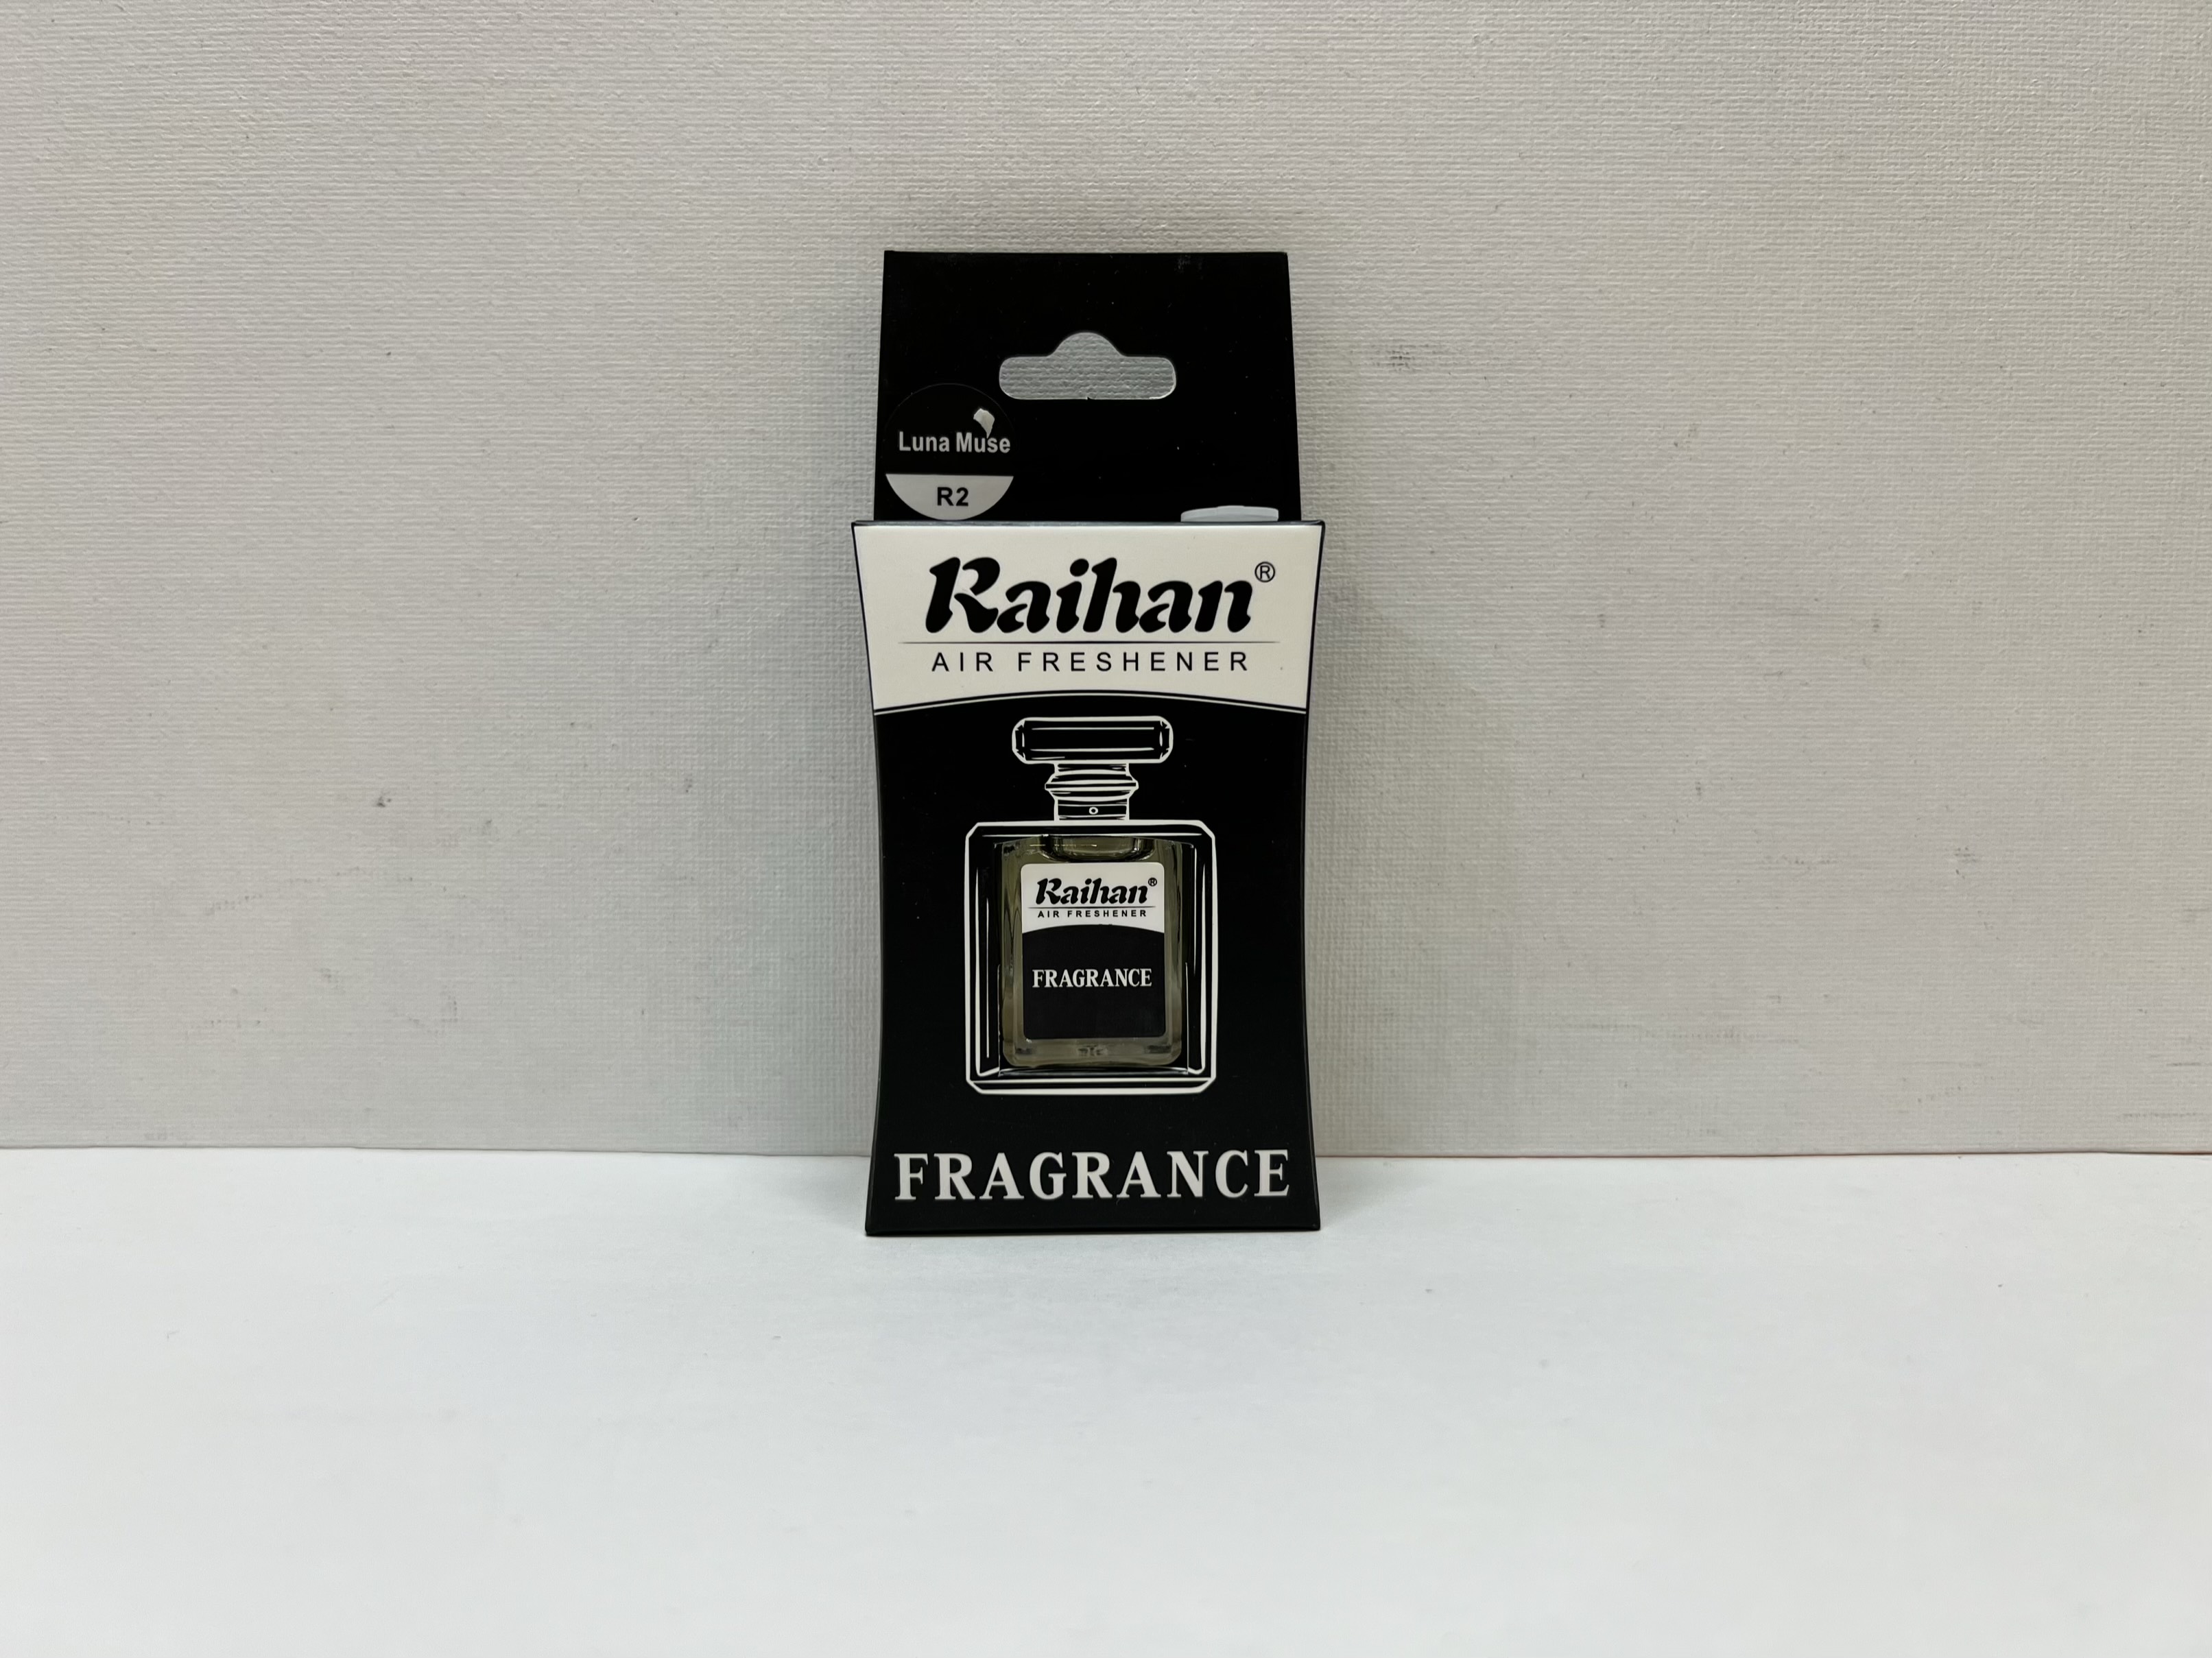 Luna Muse
R2
Raihan®
AIR FRESHENER
Raihan®
AIR FRESHENER
FRAGRANCE
FRAGRANCE